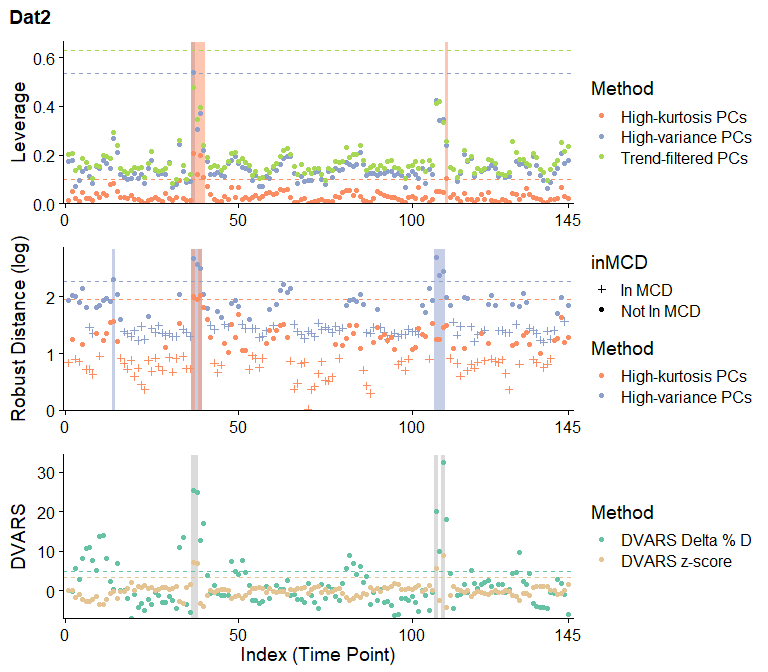 Dat2
Leverage
0.6
0.4
0.2
0.0
0
50
100
145
Method
High-kurtosis PCs
High-variance PCs
Trend-filtered PCs
Robust Distance (log)
2
1
0
0
50
100
145
inMCD
In MCD
Not In MCD
Method
High-kurtosis PCs
High-variance PCs
DVARS
30
20
10
0
0
50
100
145
Index (Time Point)
Method
DVARS Delta % D
DVARS z-score